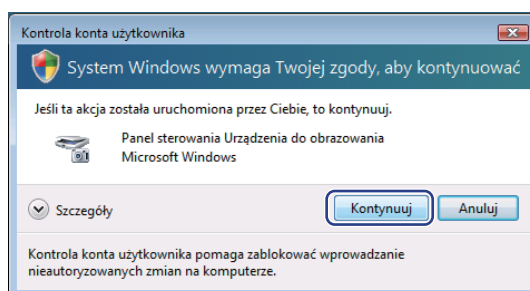 Kontrola konta użytkownika
System Windows wymaga Twojej zgody, aby kontynuować
Jeśli ta akcja została uruchomiona przez Ciebie, to kontynuuj.
Panel sterowania Urządzenia do obrazowania
Microsoft Windows
Szczegóły
Kontynuuj
Anuluj
Kontrola konta użytkownika pomaga zablokować wprowadzanie
nieautoryzowanych zmian na komputerze.